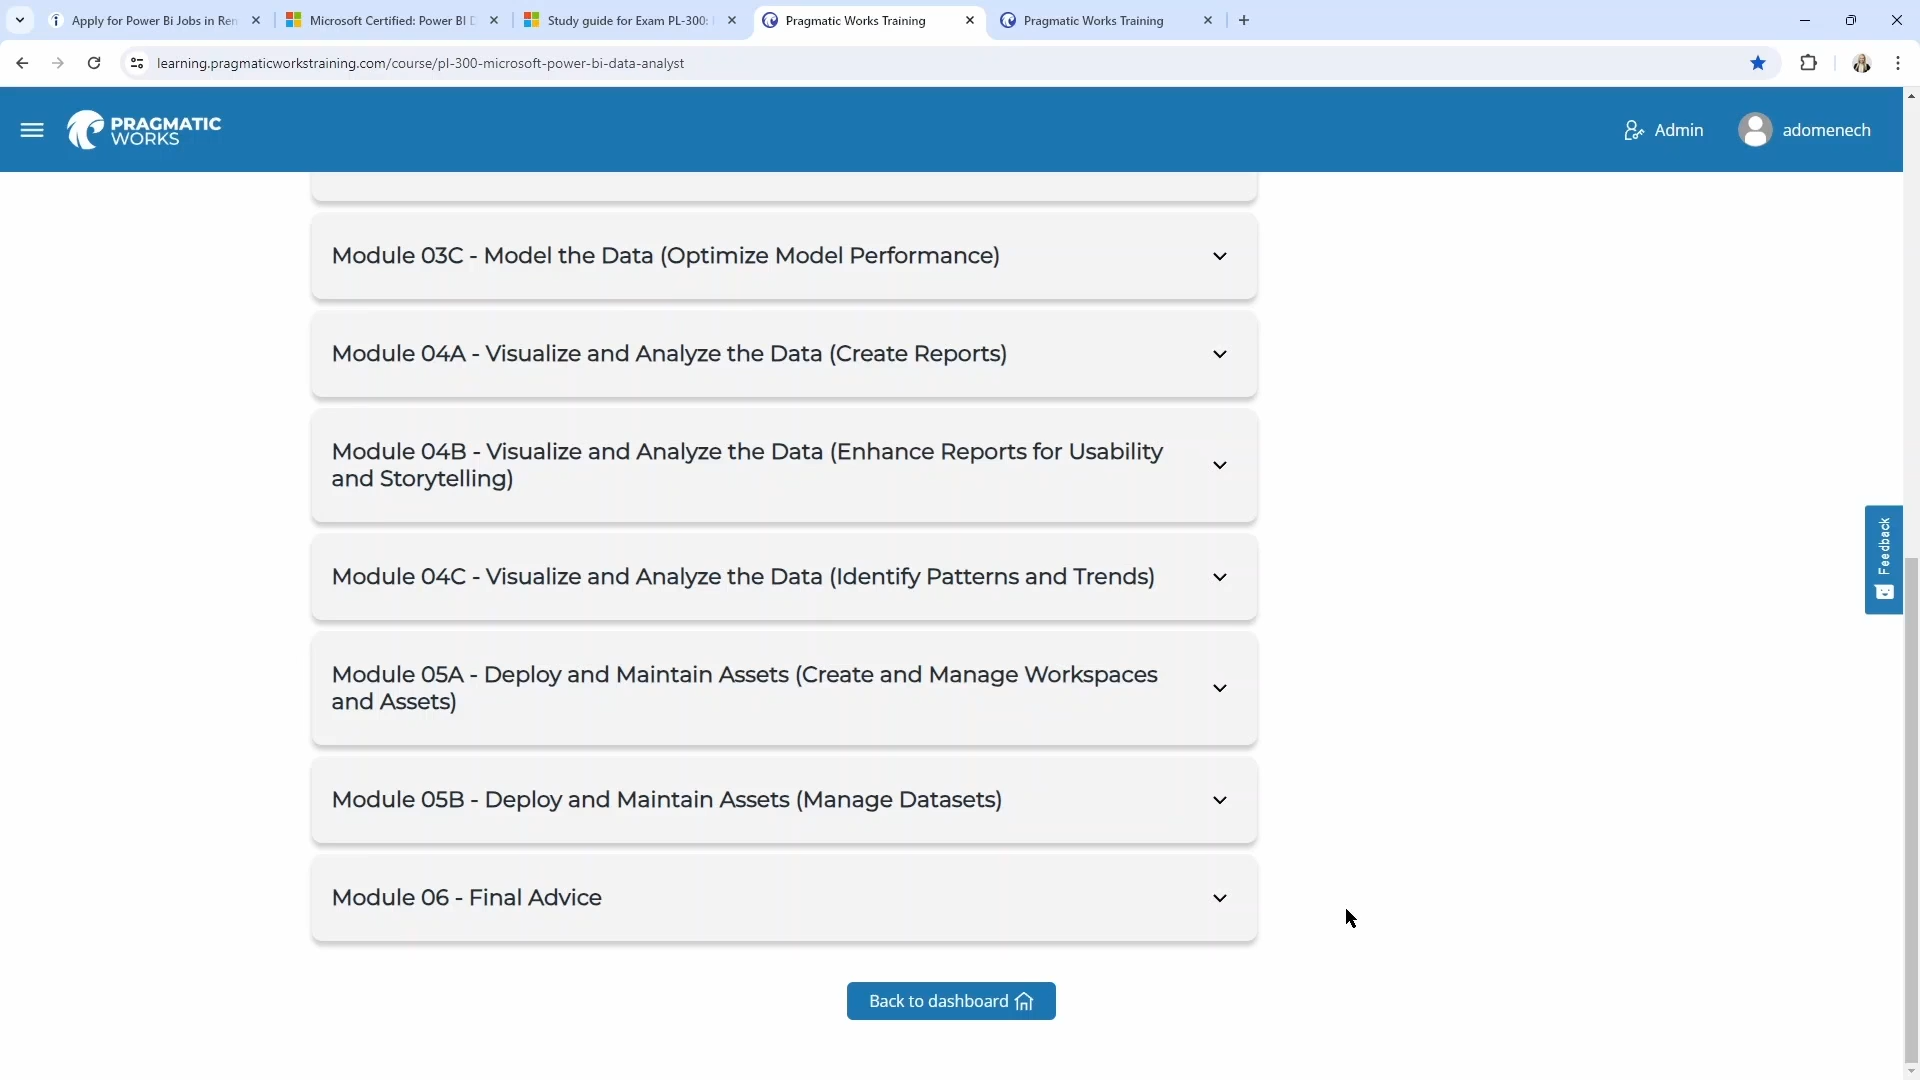 Apply for Power Bi Jobs in Ren
Microsoft Certified: Power BI D
Study guide for Exam PL-300:
Pragmatic Works Training
Pragmatic Works Training
learning.pragmaticworkstraining.com/course/pl-300-microsoft-power-bi-data-analyst
PRAGMATIC
WORKS
Admin
adomenech
Module 03C - Model the Data (Optimize Model Performance)
Module 04A - Visualize and Analyze the Data (Create Reports)
Module 04B - Visualize and Analyze the Data (Enhance Reports for Usability
and Storytelling)
Module 04C - Visualize and Analyze the Data (Identify Patterns and Trends)
Feedback
Module 05A - Deploy and Maintain Assets (Create and Manage Workspaces
and Assets)
Module 05B - Deploy and Maintain Assets (Manage Datasets)
Module 06 - Final Advice
Back to dashboard